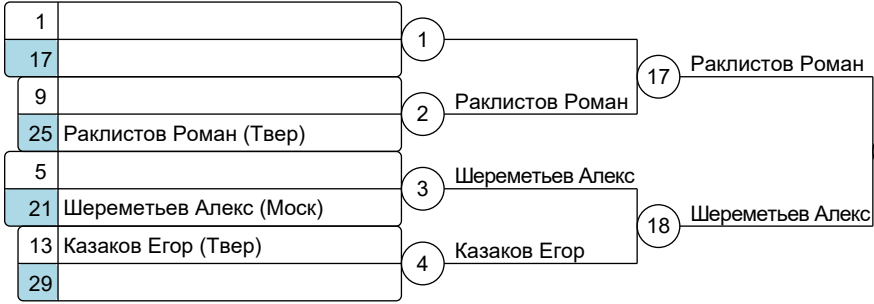 1
17
1
17
Раклистов Роман
9
2
Раклистов Роман
25 Раклистов Роман (Твер)
5
3
Шереметьев Алекс
21 Шереметьев Алекс (Моск)
18
Шереметьев Алекс
13 Казаков Егор (Твер)
4
Казаков Егор
29